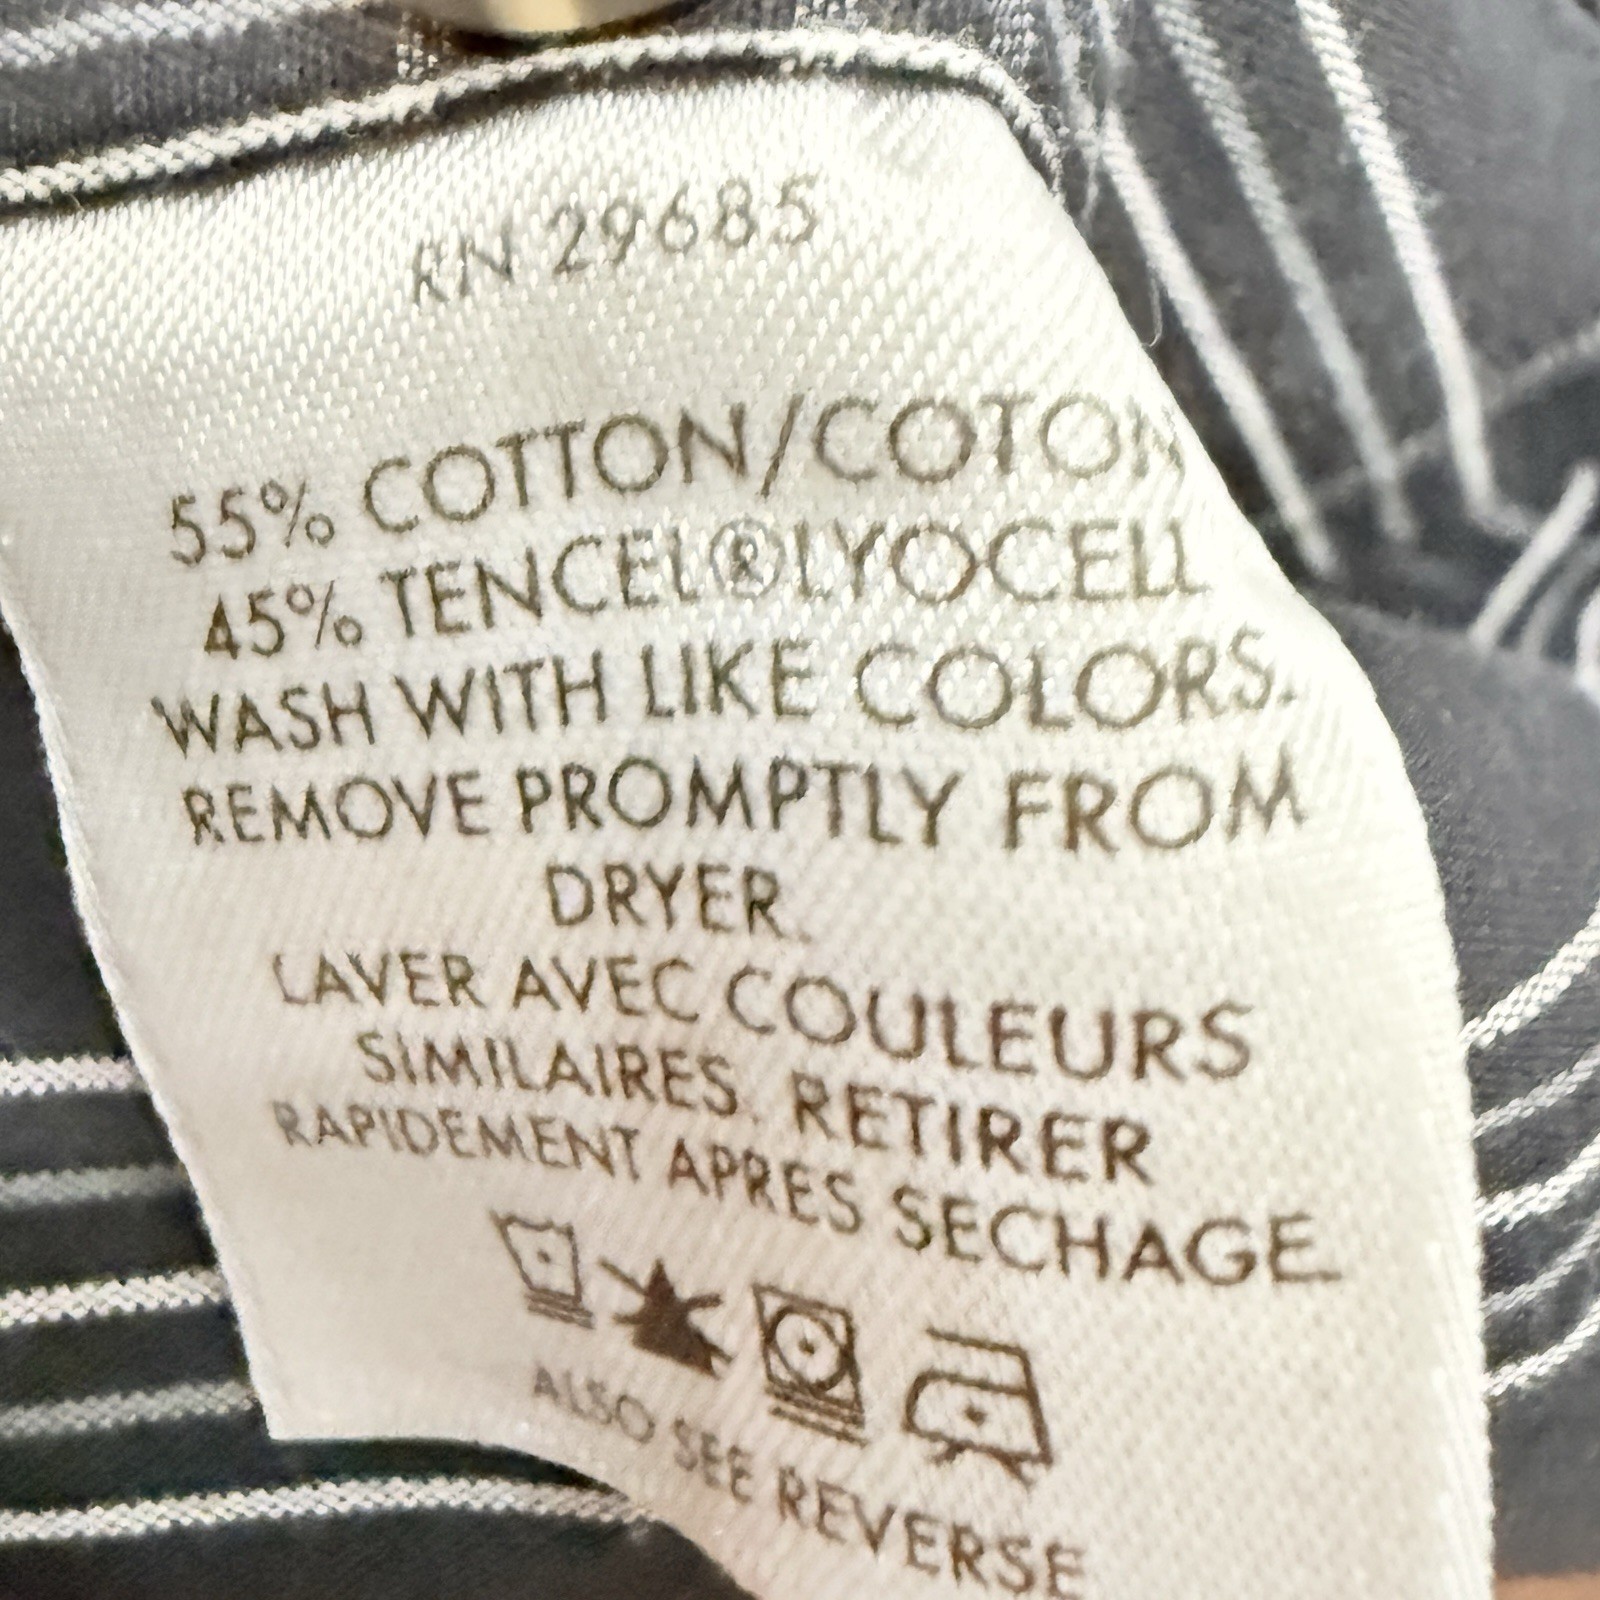 RN 29685
55% COTTON/COTON
45% TENCEL®LYOCELL
WASH WITH LIKE COLORS.
REMOVE PROMPTLY FROM
DRYER.
LAVER AVEC COULEURS
SIMILAIRES. RETIRER
RAPIDEMENT APRES SECHAGE.
ALSO SEE REVERSE